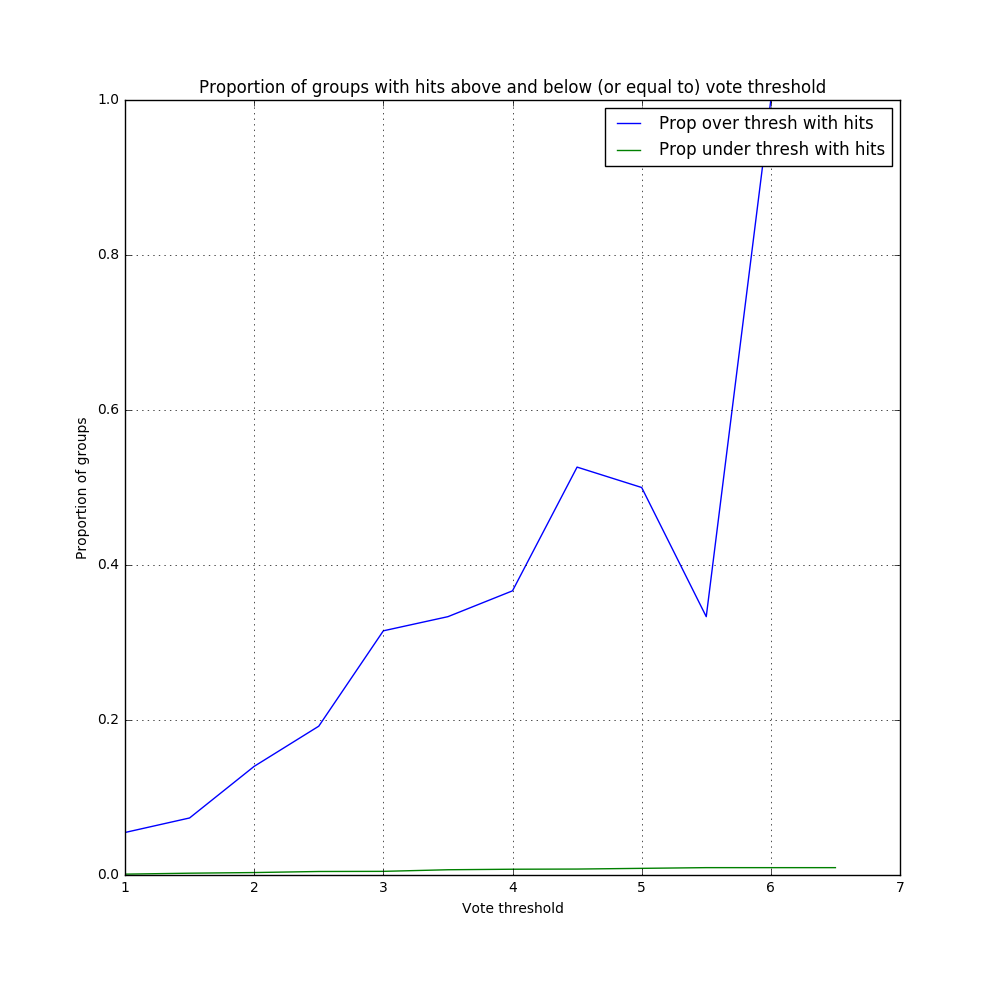 Proportion of groups with hits above and below (or equal to) vote threshold
1.0
Prop over thresh with hits
Prop under thresh with hits
0.8
0.6
Proportion of groups
0.4
0.2
0.0
1 2 3 4 5 6 7
Vote threshold